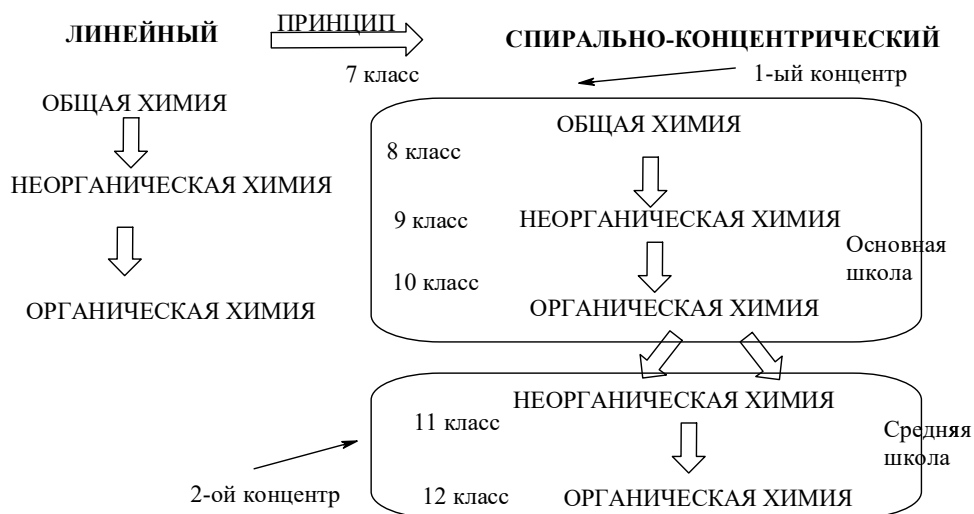 ПРИНЦИП
ЛИНЕЙНЫЙ
СПИРАЛЬНО-КОНЦЕНТРИЧЕСКИЙ
7 класс
1-ый концентр
ОБЩАЯ ХИМИЯ
НЕОРГАНИЧЕСКАЯ ХИМИЯ
ОРГАНИЧЕСКАЯ ХИМИЯ
ОБЩАЯ ХИМИЯ
8 класс
9 класс
НЕОРГАНИЧЕСКАЯ ХИМИЯ
Основная
школа
10 класс
ОРГАНИЧЕСКАЯ ХИМИЯ
НЕОРГАНИЧЕСКАЯ ХИМИЯ
11 класс
Средняя
школа
2-ой концентр
12 класс
ОРГАНИЧЕСКАЯ ХИМИЯ